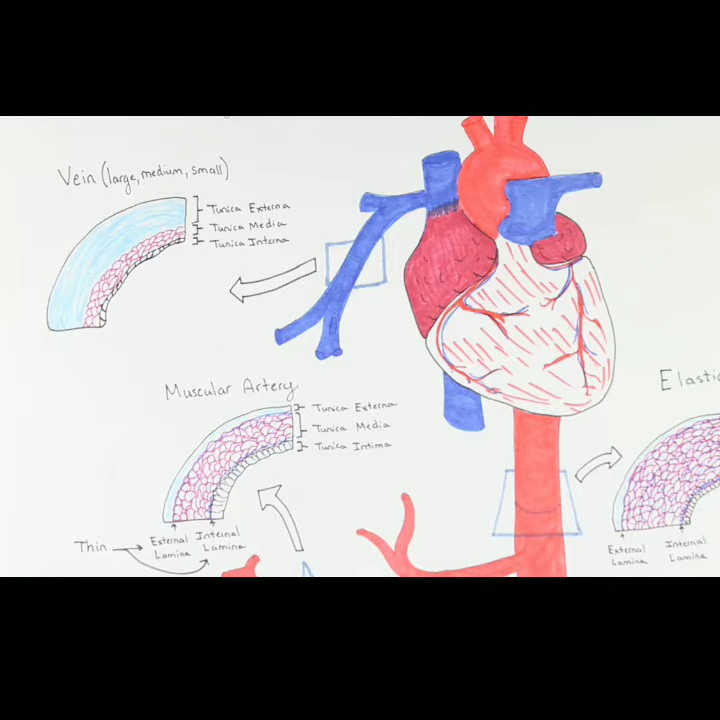 Vein (large, medium, small)
Tunica Externa
Tunica Media
Tunica Interna
Muscular Artery
Tunica Externa
Tunica Media
Tunica Intima
Thin
External Lamina
Internal Lamina
Elastic
External Lamina
Internal Lamina